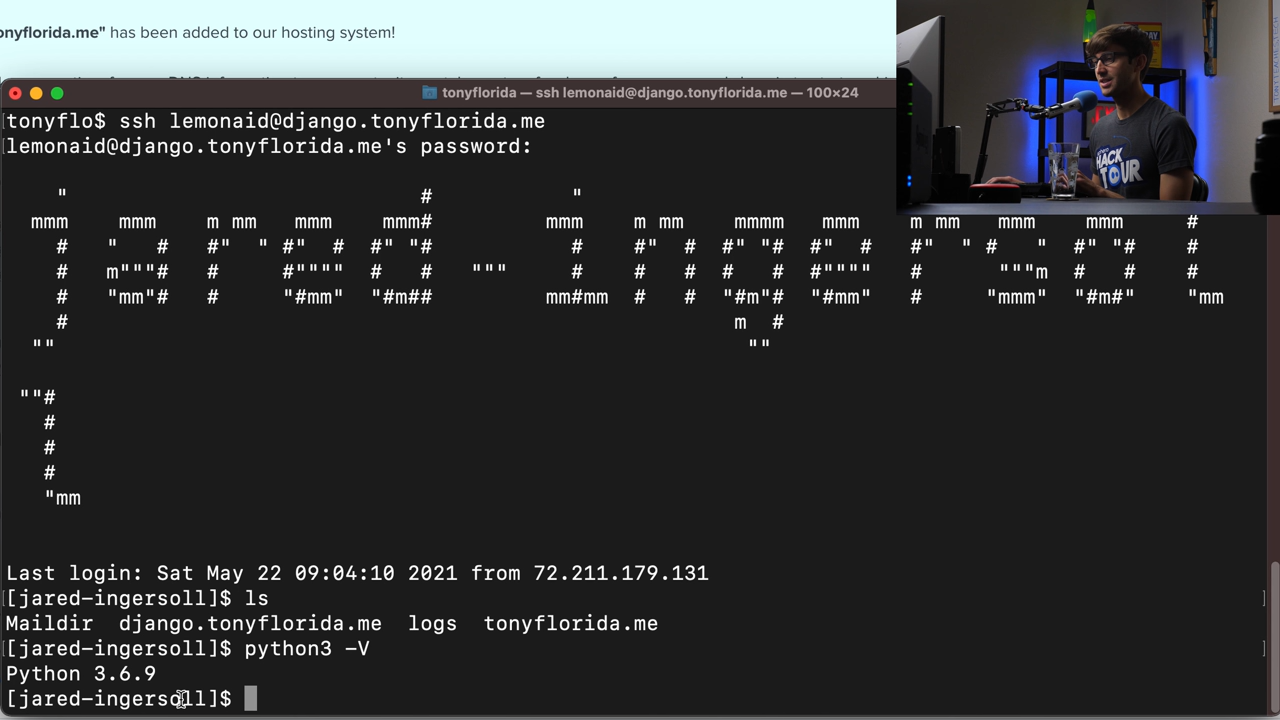 onyflorida.me" has been added to our hosting system!
tonyflorida — ssh lemonaid@django.tonyflorida.me — 100×24
[tonyflo$ ssh lemonaid@django.tonyflorida.me
[lemonaid@django.tonyflorida.me's password:
HACK
TOUR
jared-ingersoll
Last login: Sat May 22 09:04:10 2021 from 72.211.179.131
[[jared-ingersoll]$ ls ]
Maildir django.tonyflorida.me logs tonyflorida.me
[[jared-ingersoll]$ python3 -V ]
Python 3.6.9
[jared-ingersoll]$